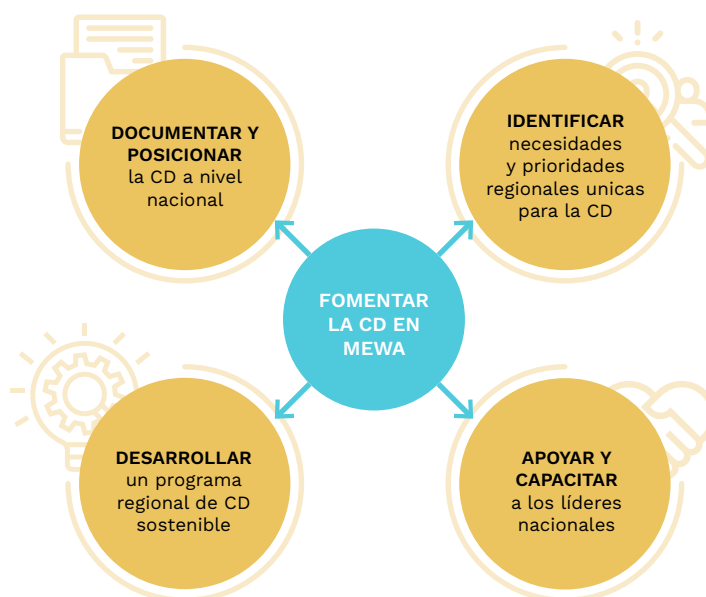 DOCUMENTAR Y
POSICIONAR
la CD a nivel
nacional
IDENTIFICAR
necesidades
y prioridades
regionales unicas
para la CD
FOMENTAR
LA CD EN
MEWA
DESARROLLAR
un programa
regional de CD
sostenible
APOYAR Y
CAPACITAR
a los líderes
nacionales